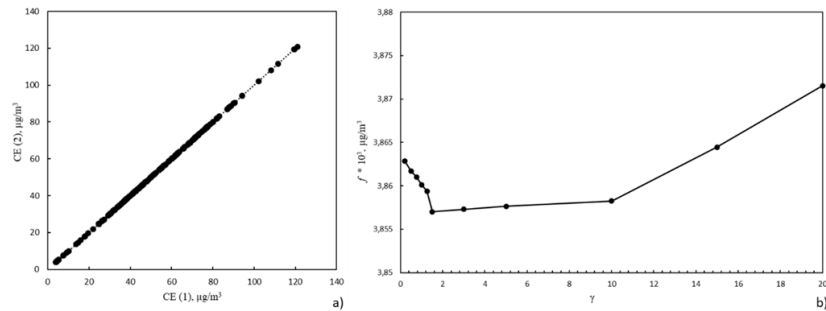 140
120
100
80
60
40
20
0
CE (2), µg/m³
0 20 40 60 80 100 120 140
CE (1), µg/m³
a)
3,88
3,875
3,87
3,865
3,86
3,855
3,85
f * 10³, µg/m³
0 2 4 6 8 10 12 14 16 18 20
γ
b)